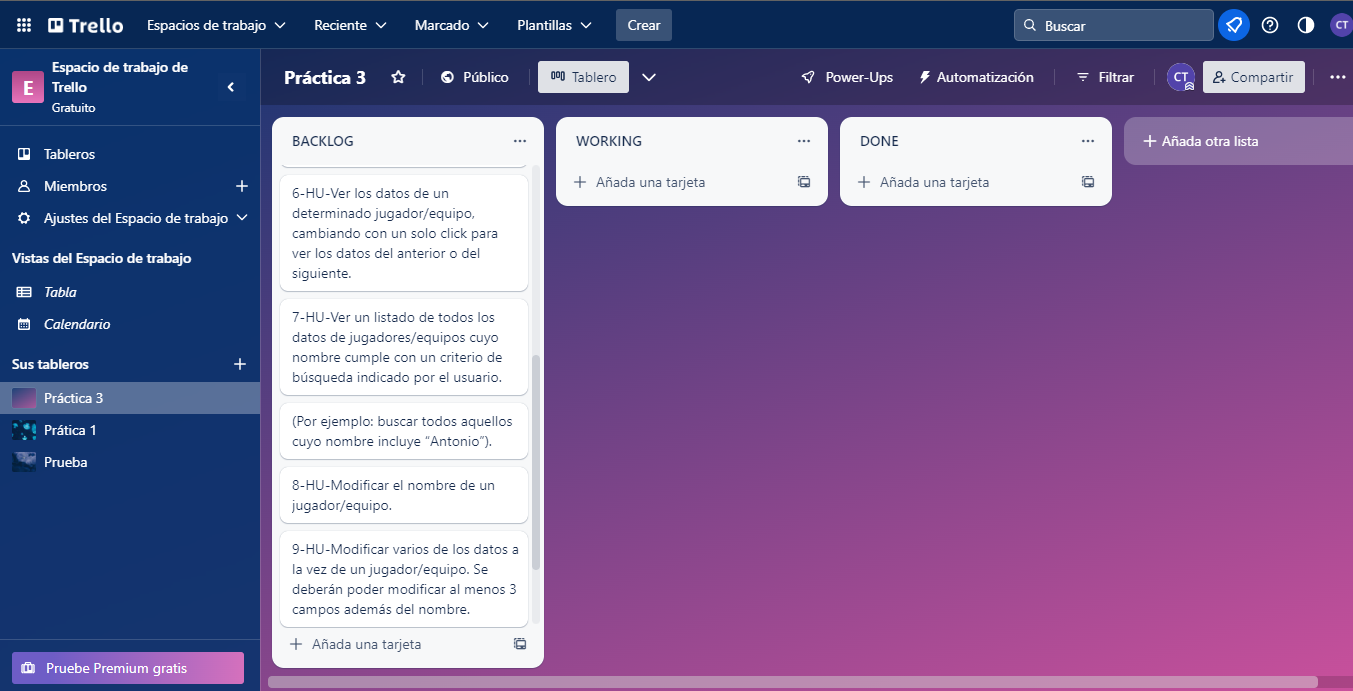 Trello
Espacios de trabajo
Reciente
Marcado
Plantillas
Crear
Buscar
CT
E
Espacio de trabajo de
Trello
Gratuito
Tableros
Miembros
Ajustes del Espacio de trabajo
Vistas del Espacio de trabajo
Tabla
Calendario
Sus tableros
Práctica 3
Prática 1
Prueba
Pruebe Premium gratis
Práctica 3
Público
Tablero
Power-Ups
Automatización
Filtrar
CT
Compartir
BACKLOG
6-HU-Ver los datos de un
determinado jugador/equipo,
cambiando con un solo click para
ver los datos del anterior o del
siguiente.
7-HU-Ver un listado de todos los
datos de jugadores/equipos cuyo
nombre cumple con un criterio de
búsqueda indicado por el usuario.
(Por ejemplo: buscar todos aquellos
cuyo nombre incluye “Antonio”).
8-HU-Modificar el nombre de un
jugador/equipo.
9-HU-Modificar varios de los datos a
la vez de un jugador/equipo. Se
deberán poder modificar al menos 3
campos además del nombre.
Añada una tarjeta
WORKING
Añada una tarjeta
DONE
Añada una tarjeta
Añada otra lista